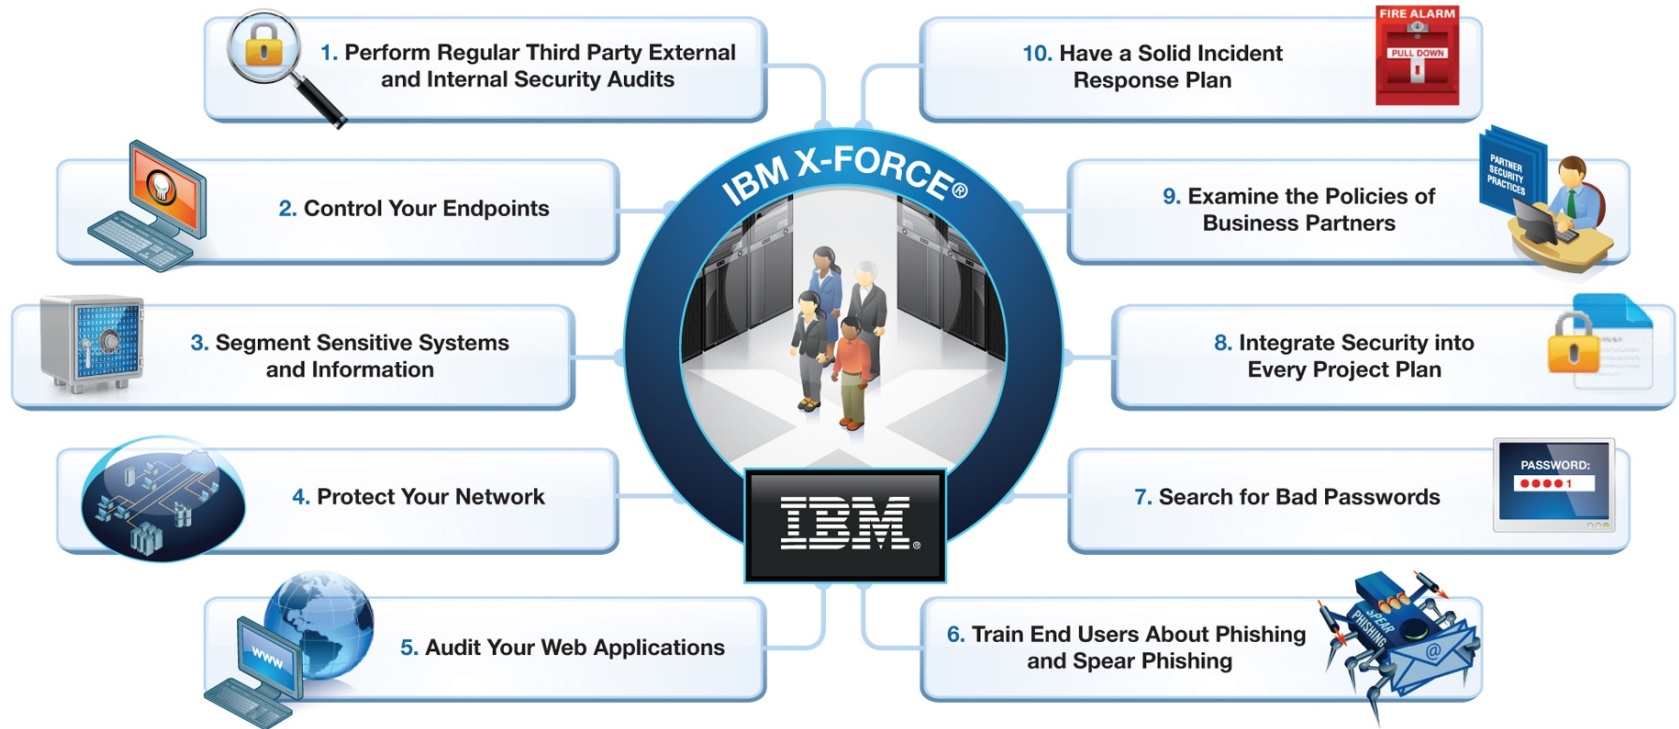 1. Perform Regular Third Party External
and Internal Security Audits
2. Control Your Endpoints
3. Segment Sensitive Systems
and Information
4. Protect Your Network
5. Audit Your Web Applications
www
6. Train End Users About Phishing
and Spear Phishing
SPEAR
PHISHING
@
7. Search for Bad Passwords
PASSWORD:
●●●●1
8. Integrate Security into
Every Project Plan
9. Examine the Policies of
Business Partners
PARTNER
SECURITY
PRACTICES
10. Have a Solid Incident
Response Plan
FIRE ALARM
PULL DOWN
IBM X-FORCE®
IBM®